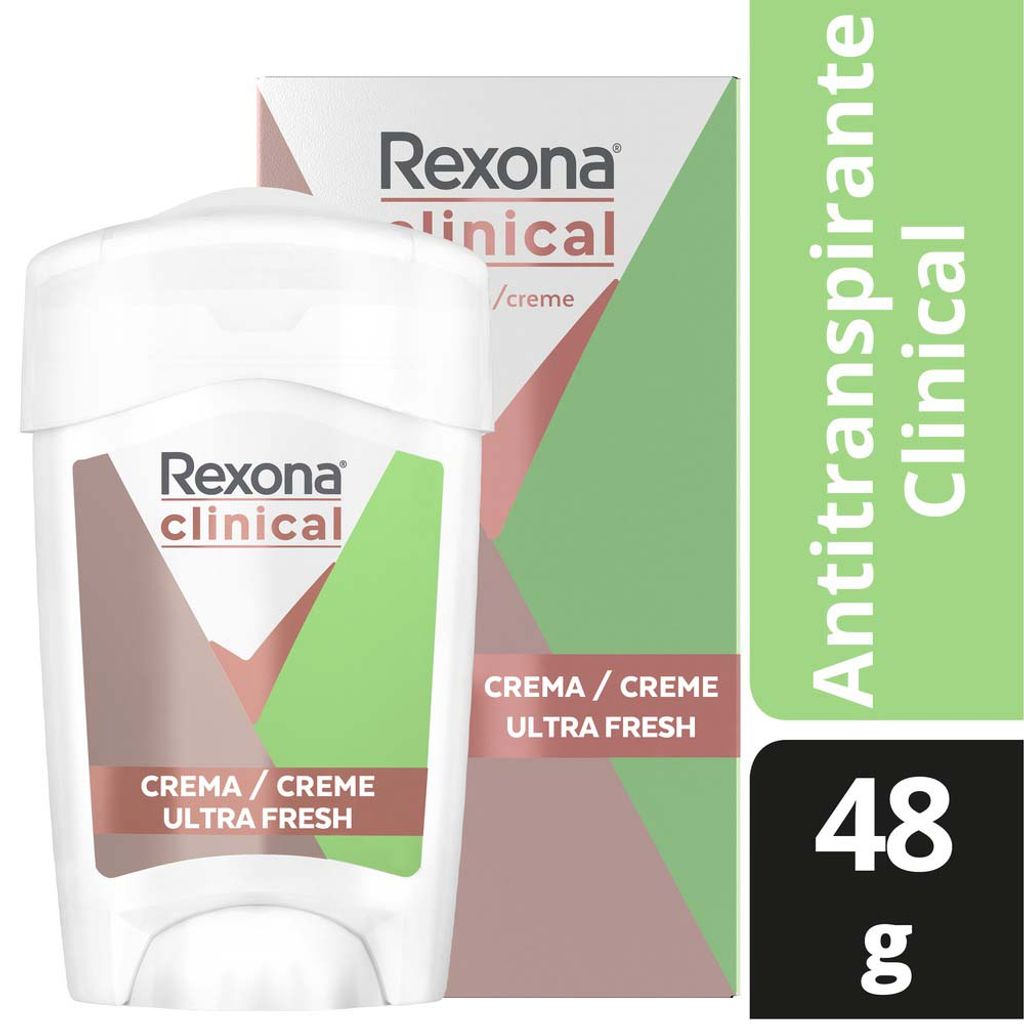 Rexona®
clinical
/creme
CREMA / CREME
ULTRA FRESH
Rexona®
clinical
CREMA / CREME
ULTRA FRESH
Antitranspirante
Clinical
48
g